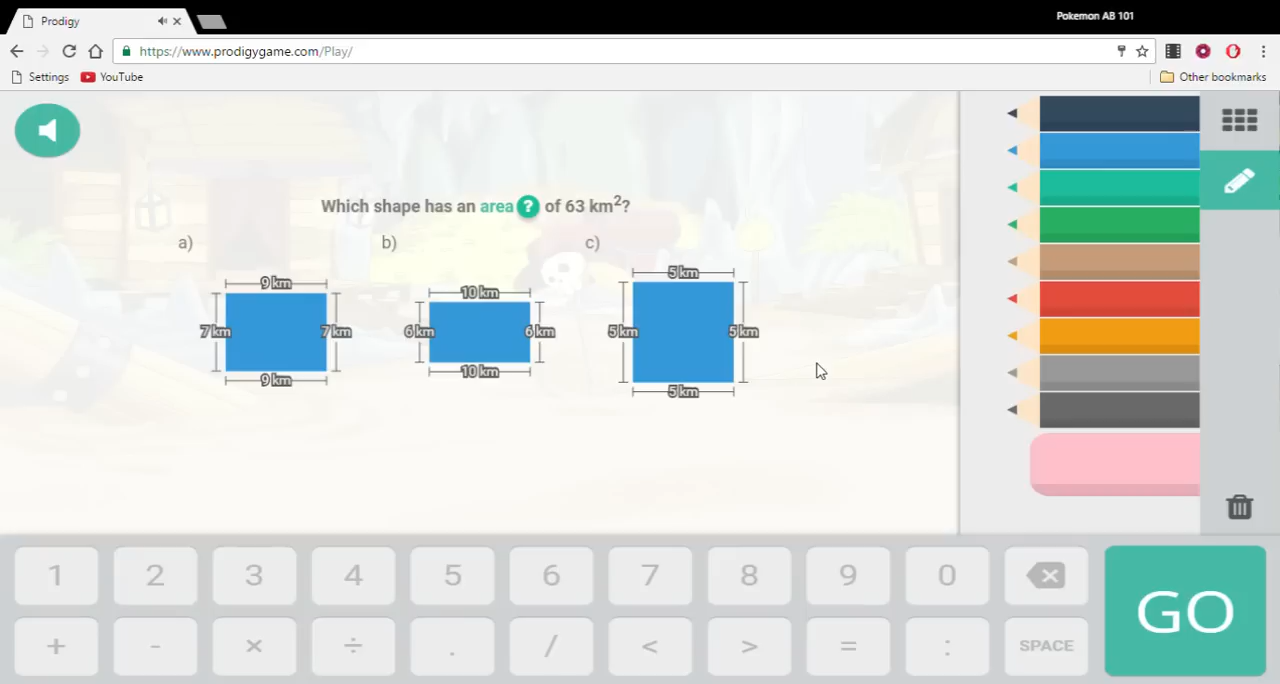 Prodigy
Pokemon AB 101
https://www.prodigygame.com/Play/
Settings YouTube Other bookmarks
Which shape has an area ? of 63 km²?
a) b) c)
9 km 10 km 5 km
7 km 7 km 6 km 6 km 5 km 5 km
9 km 10 km 5 km
1 2 3 4 5 6 7 8 9 0
+ - × ÷ . / < > = : SPACE
GO